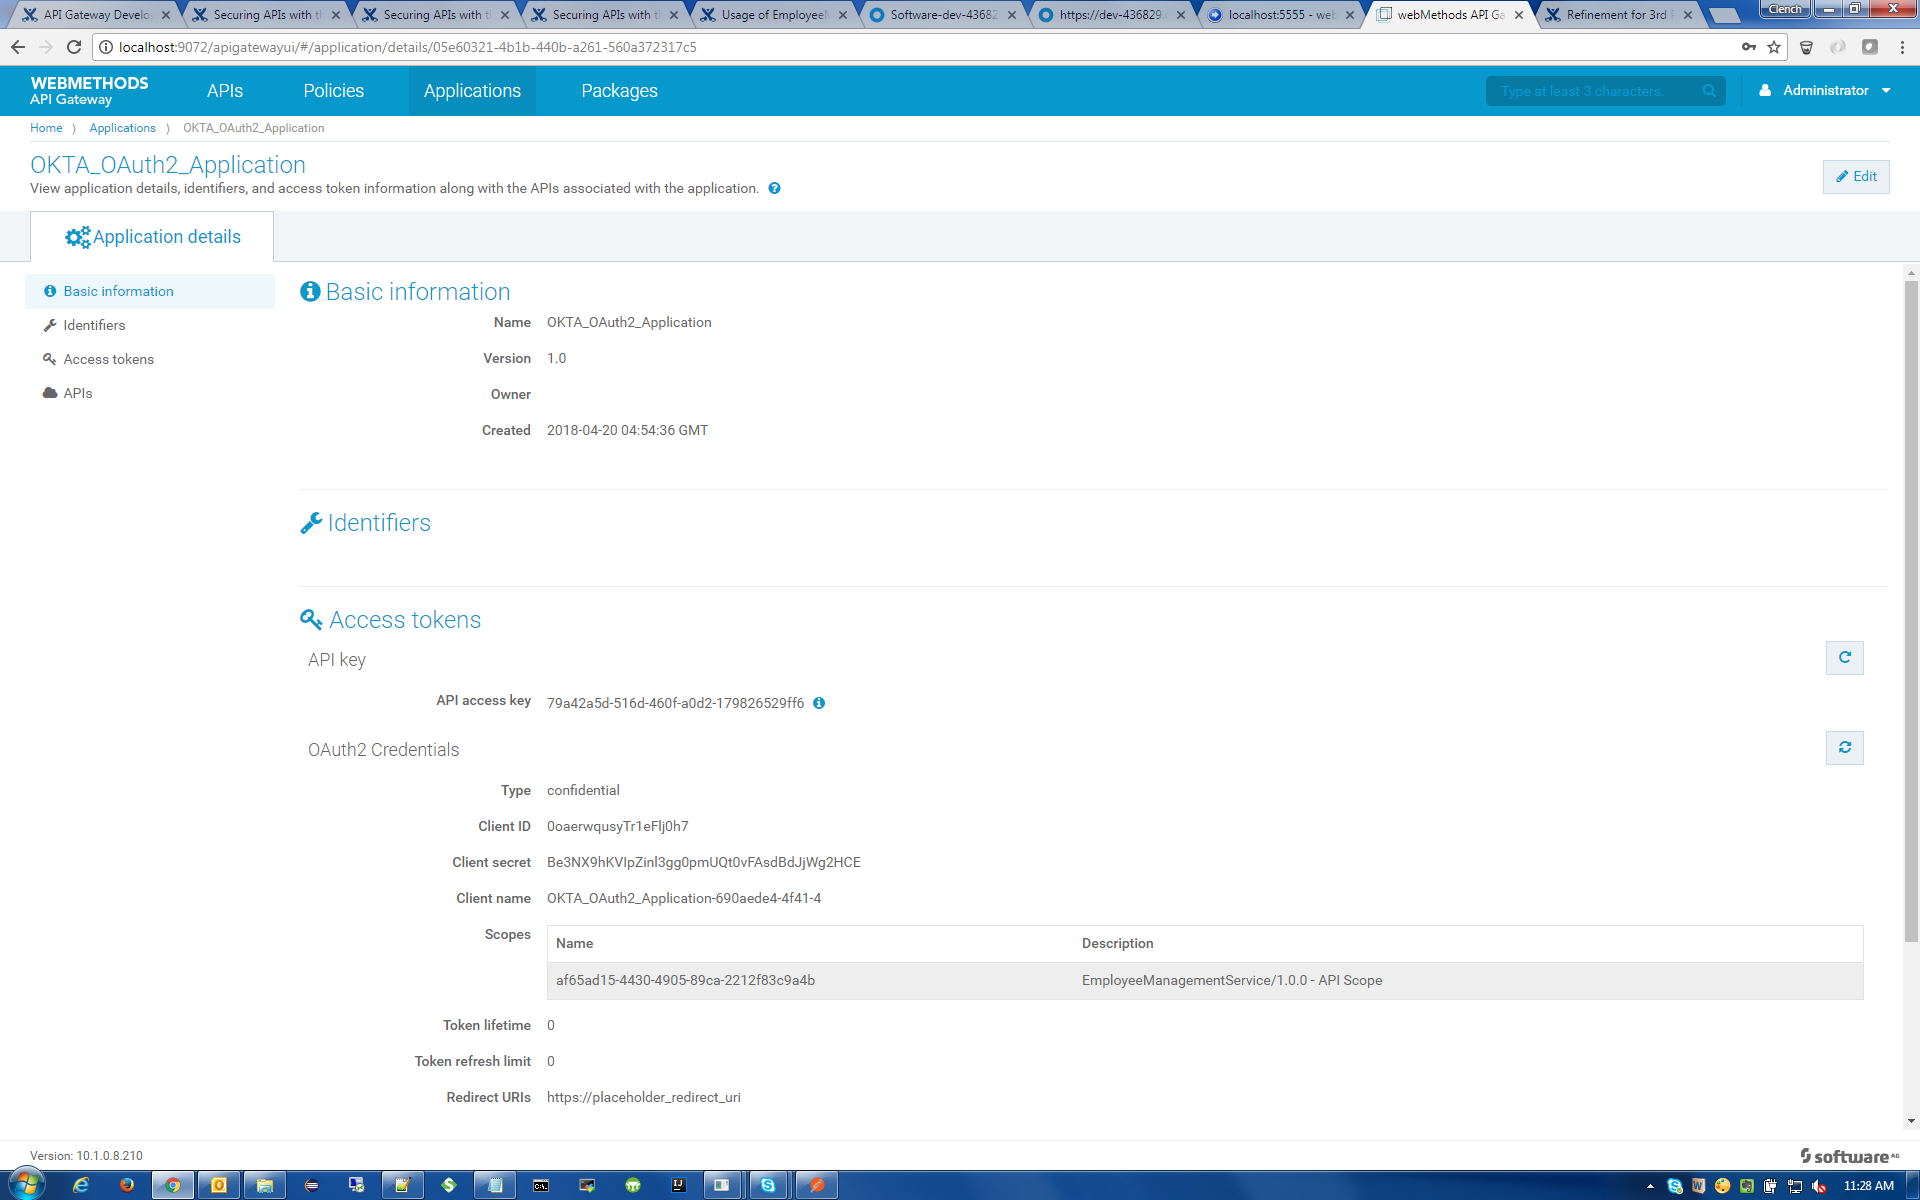 API Gateway Develo
Securing APIs with t
Securing APIs with t
Securing APIs with t
Usage of Employee
Software-dev-43682
https://dev-436829.
localhost:5555 - we
webMethods API Ga
Refinement for 3rd
Clench
localhost:9072/apigatewayui/#/application/details/05e60321-4b1b-440b-a261-560a372317c5
WEBMETHODS
API Gateway
APIs
Policies
Applications
Packages
Type at least 3 characters.
Administrator
Home ⟩ Applications ⟩ OKTA_OAuth2_Application
OKTA_OAuth2_Application
View application details, identifiers, and access token information along with the APIs associated with the application.
Edit
Application details
Basic information
Identifiers
Access tokens
APIs
Basic information
Name OKTA_OAuth2_Application
Version 1.0
Owner
Created 2018-04-20 04:54:36 GMT
Identifiers
Access tokens
API key
API access key 79a42a5d-516d-460f-a0d2-179826529ff6
OAuth2 Credentials
Type confidential
Client ID 0oaerwqusyTr1eFlj0h7
Client secret Be3NX9hKVIpZinl3gg0pmUQt0vFAsdBdJjWg2HCE
Client name OKTA_OAuth2_Application-690aede4-4f41-4
Scopes
Name Description
af65ad15-4430-4905-89ca-2212f83c9a4b EmployeeManagementService/1.0.0 - API Scope
Token lifetime 0
Token refresh limit 0
Redirect URIs https://placeholder_redirect_uri
Version: 10.1.0.8.210
software AG
11:28 AM